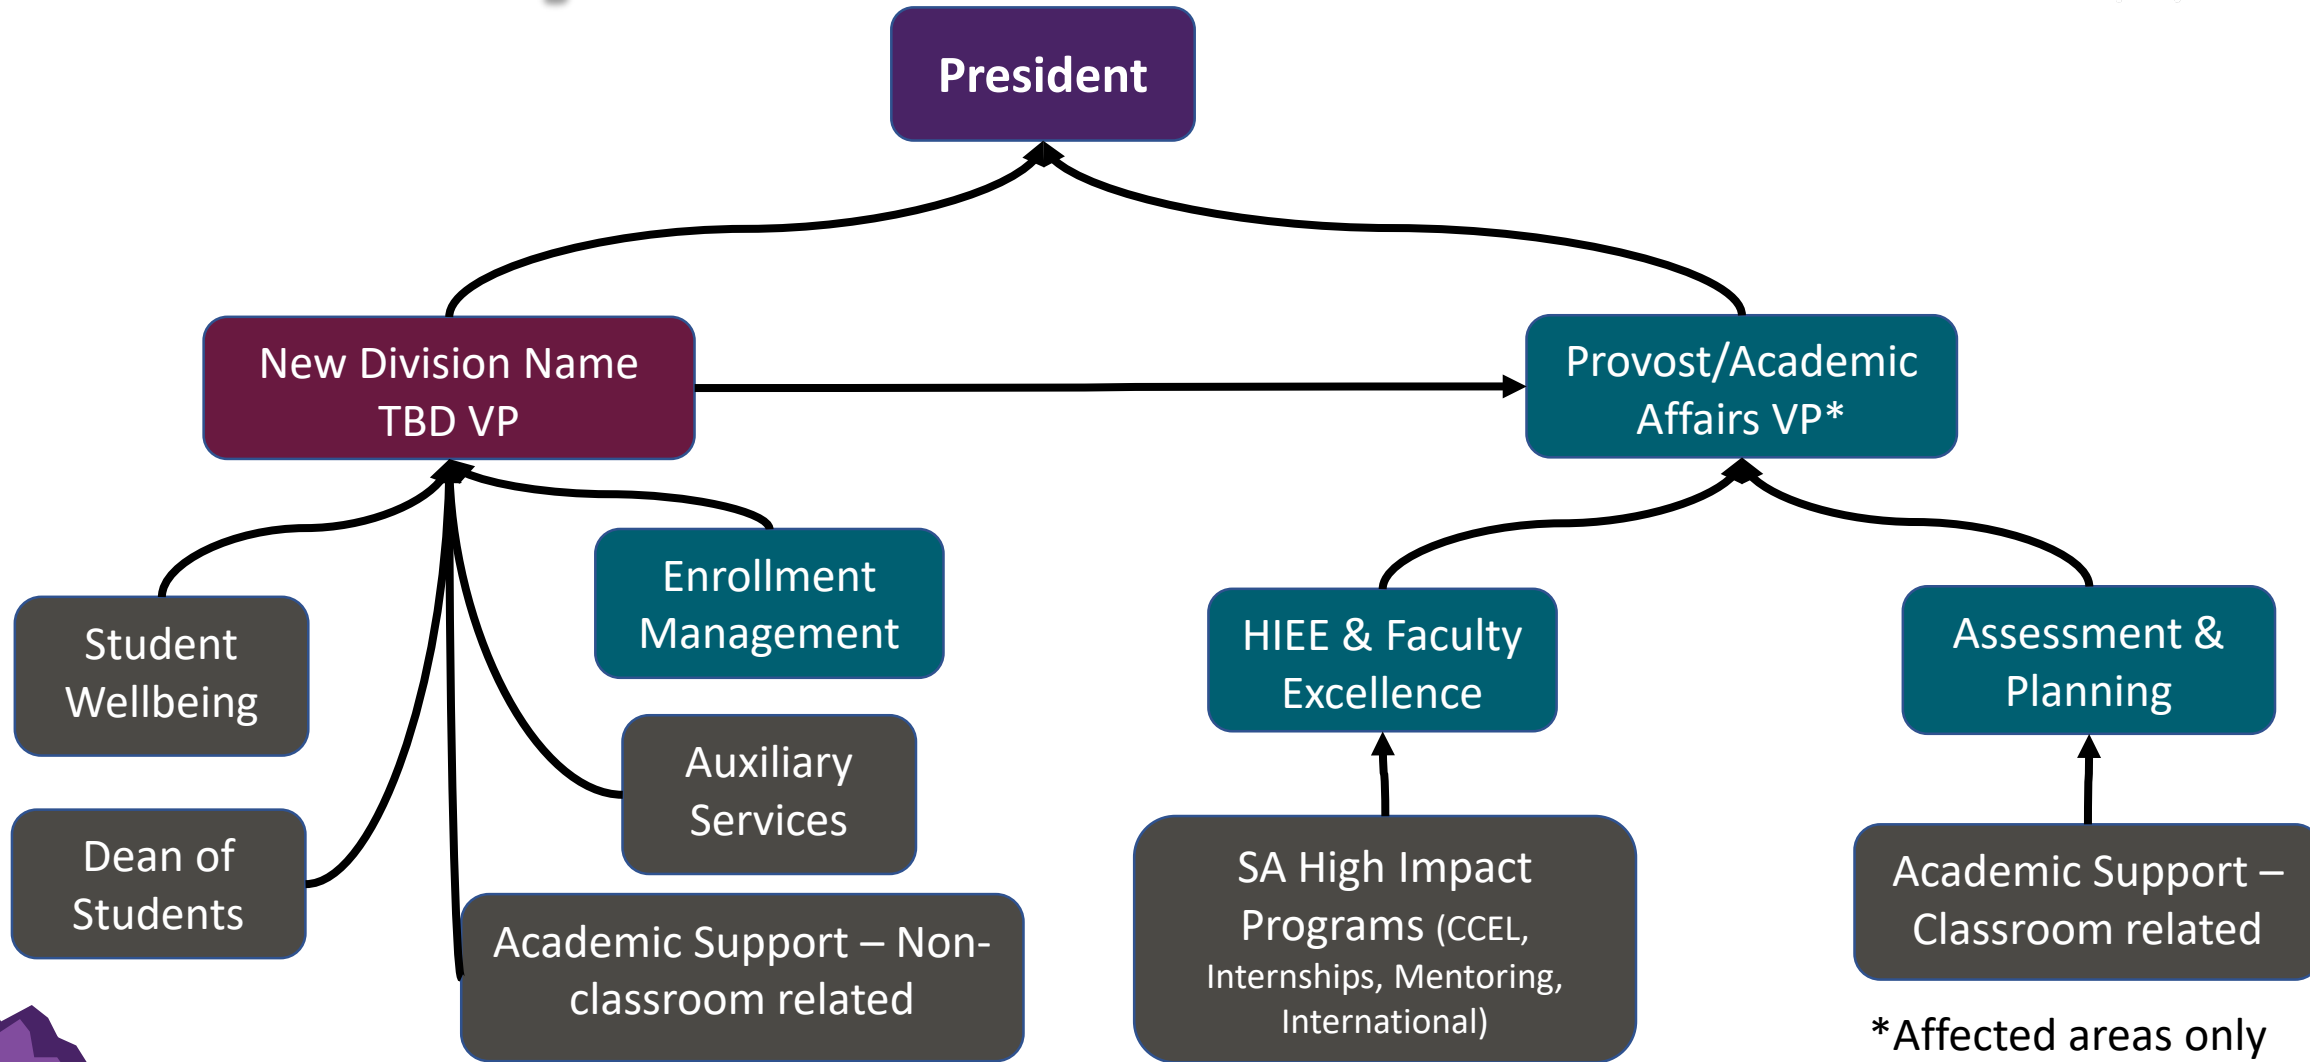 President
New Division Name
TBD VP
Provost/Academic
Affairs VP*
Enrollment
Management
Student
Wellbeing
HIEE & Faculty
Excellence
Assessment &
Planning
Auxiliary
Services
Dean of
Students
Academic Support – Non-
classroom related
SA High Impact
Programs (CCEL,
Internships, Mentoring,
International)
Academic Support –
Classroom related
*Affected areas only